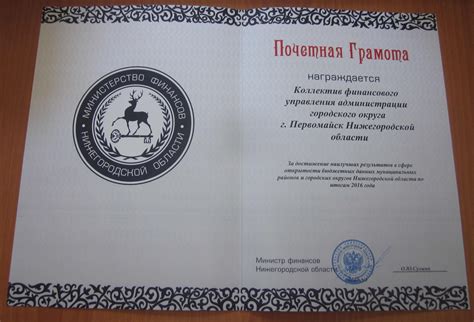 МИНИСТЕРСТВО ФИНАНСОВ
НИЖЕГОРОДСКОЙ ОБЛАСТИ
Почетная Грамота
награждается
Коллектив финансового
управления администрации
городского округа
г. Первомайск Нижегородской
области
За достижение наилучших результатов в сфере
открытости бюджетных данных муниципальных
районов и городских округов Нижегородской области по
итогам 2016 года
Министр финансов
Нижегородской области
О.Ю.Сулима